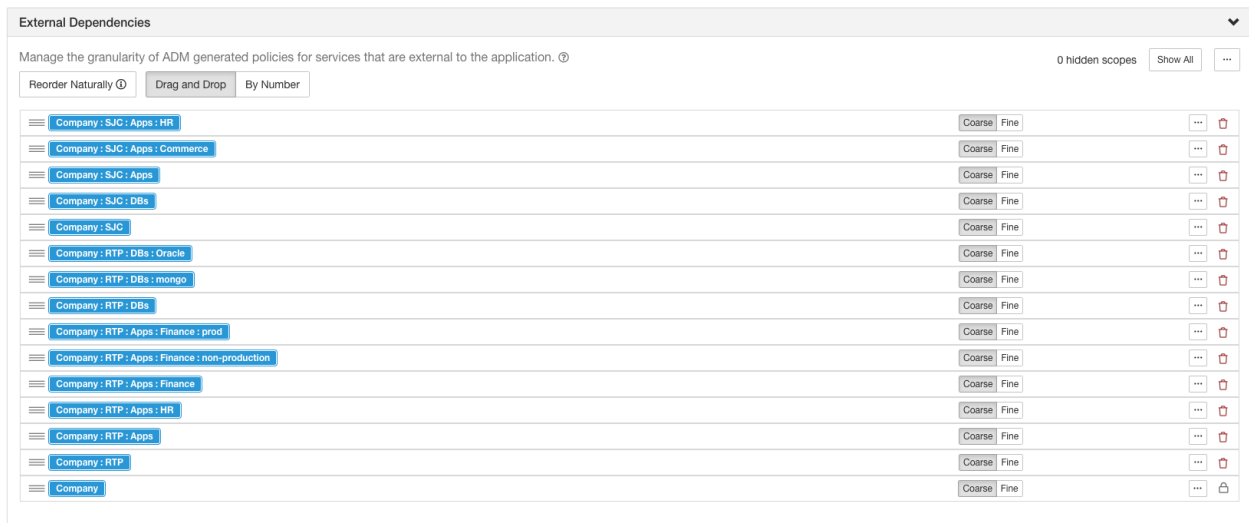 External Dependencies
Manage the granularity of ADM generated policies for services that are external to the application.
0 hidden scopes Show All ...
Reorder Naturally Drag and Drop By Number
Company : SJC : Apps : HR Coarse Fine ...
Company : SJC : Apps : Commerce Coarse Fine ...
Company : SJC : Apps Coarse Fine ...
Company : SJC : DBs Coarse Fine ...
Company : SJC Coarse Fine ...
Company : RTP : DBs : Oracle Coarse Fine ...
Company : RTP : DBs : mongo Coarse Fine ...
Company : RTP : DBs Coarse Fine ...
Company : RTP : Apps : Finance : prod Coarse Fine ...
Company : RTP : Apps : Finance : non-production Coarse Fine ...
Company : RTP : Apps : Finance Coarse Fine ...
Company : RTP : Apps : HR Coarse Fine ...
Company : RTP : Apps Coarse Fine ...
Company : RTP Coarse Fine ...
Company Coarse Fine ...